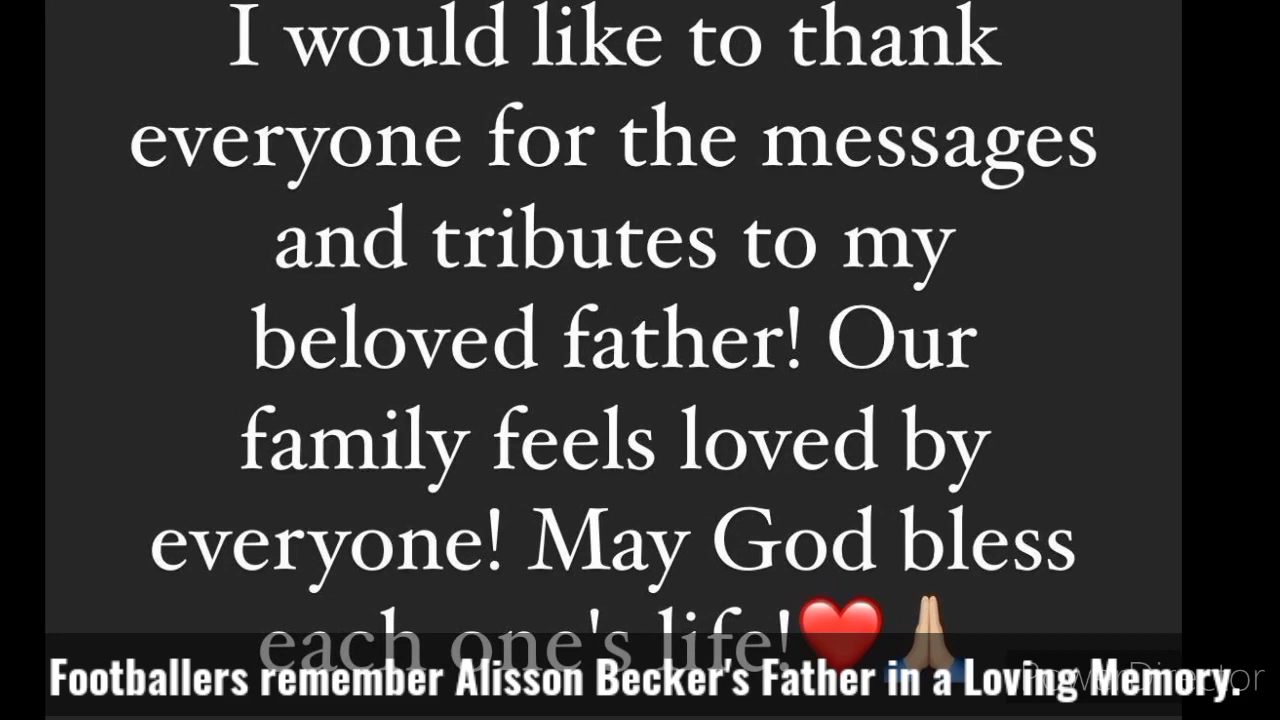 I would like to thank
everyone for the messages
and tributes to my
beloved father! Our
family feels loved by
everyone! May God bless
each one's life!❤️🙏🏼
Footballers remember Alisson Becker's Father in a Loving Memory.
PowerDirector